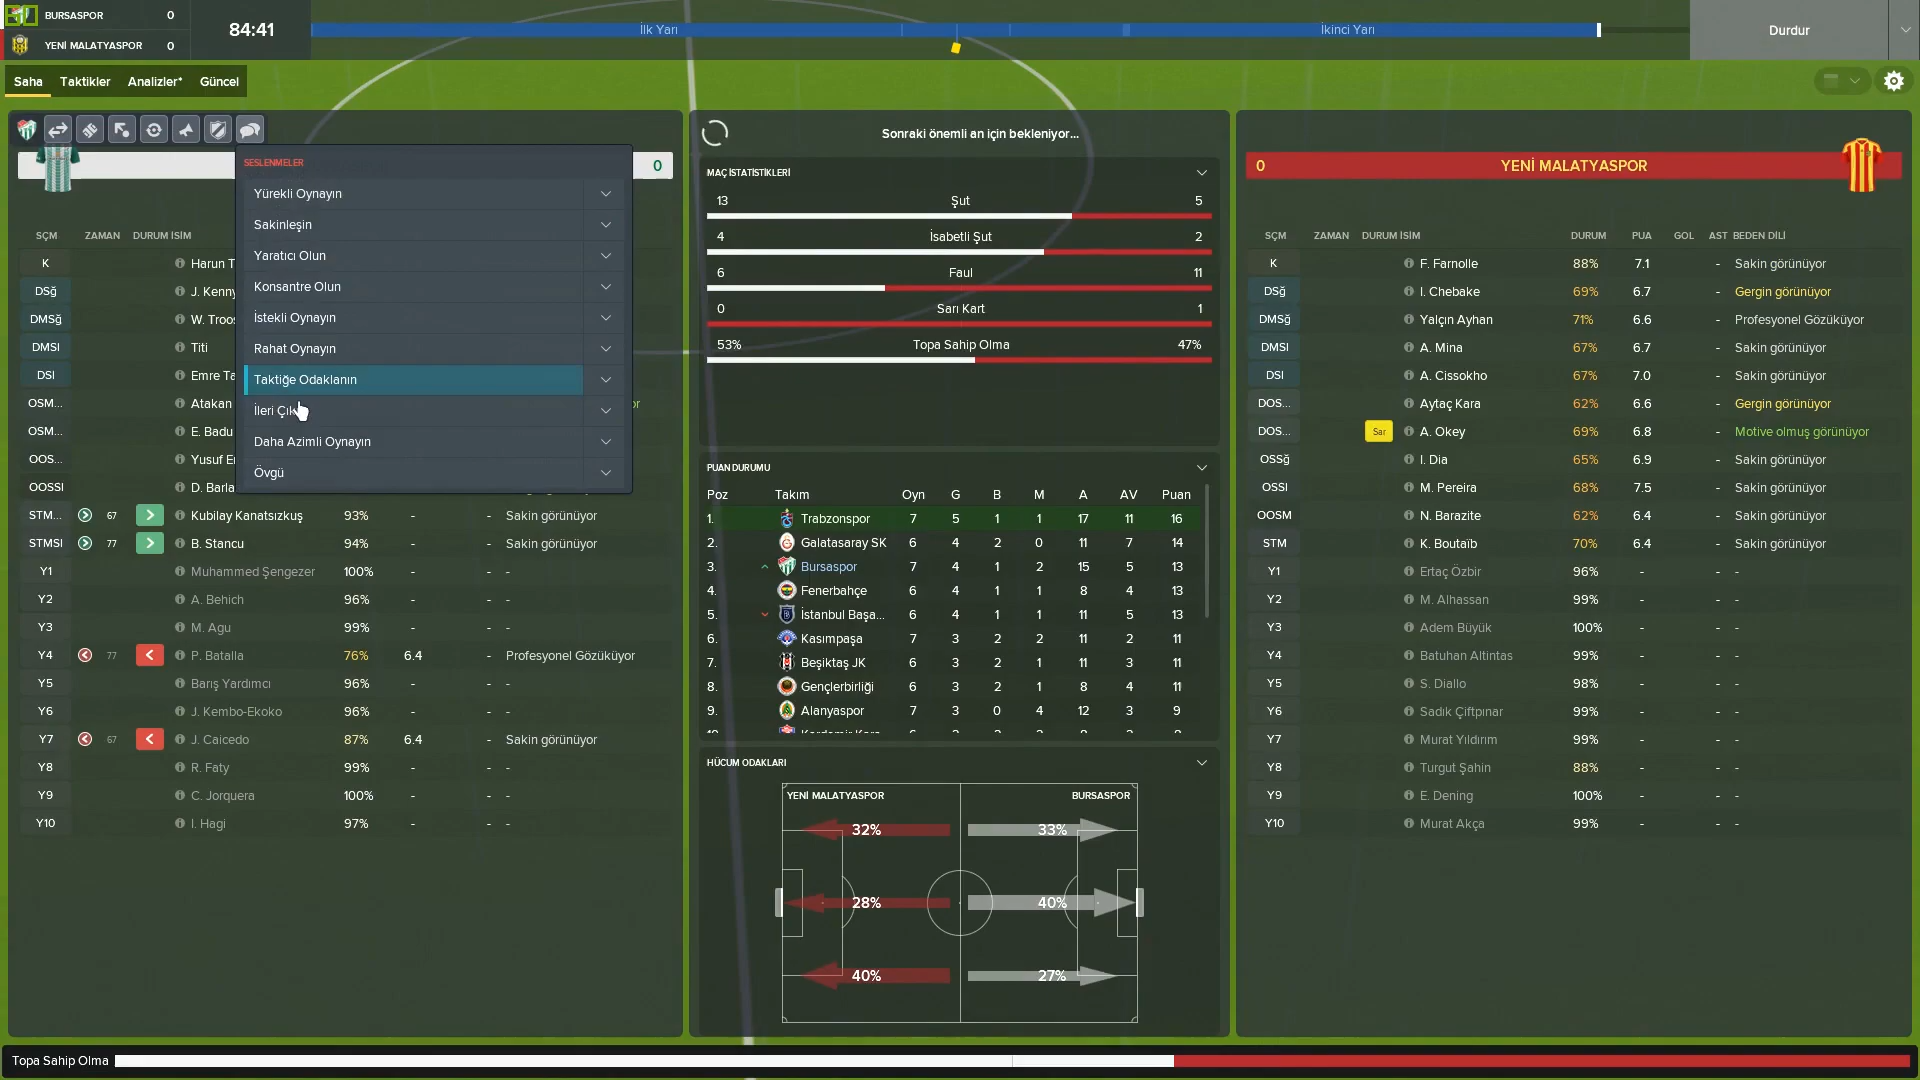 BURSASPOR 0
YENİ MALATYASPOR 0
84:41
İlk Yarı
İkinci Yarı
Durdur
Saha Taktikler Analizler* Güncel
SESLENMELER
Yürekli Oynayın
Sakinleşin
Yaratıcı Olun
Konsantre Olun
İstekli Oynayın
Rahat Oynayın
Taktiğe Odaklanın
İleri Çık
Daha Azimli Oynayın
Övgü
0
SÇM ZAMAN DURUM İSİM
K Harun T
DSğ J. Kenny
DMSğ W. Troos
DMSI Titi
DSI Emre Ta
OSM... Atakan or
OSM... E. Badu
OOS... Yusuf Er
OOSSI D. Barla
STM... 67 Kubilay Kanatsızkuş 93% - - Sakin görünüyor
STMSI 77 B. Stancu 94% - - Sakin görünüyor
Y1 Muhammed Şengezer 100% - - -
Y2 A. Behich 96% - - -
Y3 M. Agu 99% - - -
Y4 77 P. Batalla 76% 6.4 - Profesyonel Gözüküyor
Y5 Barış Yardımcı 96% - - -
Y6 J. Kembo-Ekoko 96% - - -
Y7 67 J. Caicedo 87% 6.4 - Sakin görünüyor
Y8 R. Faty 99% - - -
Y9 C. Jorquera 100% - - -
Y10 I. Hagi 97% - - -
Sonraki önemli an için bekleniyor...
MAÇ İSTATİSTİKLERİ
13 Şut 5
4 İsabetli Şut 2
6 Faul 11
0 Sarı Kart 1
53% Topa Sahip Olma 47%
PUAN DURUMU
Poz Takım Oyn G B M A AV Puan
1. Trabzonspor 7 5 1 1 17 11 16
2. Galatasaray SK 6 4 2 0 11 7 14
3. Bursaspor 7 4 1 2 15 5 13
4. Fenerbahçe 6 4 1 1 8 4 13
5. İstanbul Başa... 6 4 1 1 11 5 13
6. Kasımpaşa 7 3 2 2 11 2 11
7. Beşiktaş JK 6 3 2 1 11 3 11
8. Gençlerbirliği 6 3 2 1 8 4 11
9. Alanyaspor 7 3 0 4 12 3 9
HÜCUM ODAKLARI
YENİ MALATYASPOR BURSASPOR
32% 33%
28% 40%
40% 27%
0 YENİ MALATYASPOR
SÇM ZAMAN DURUM İSİM DURUM PUA GOL AST BEDEN DİLİ
K F. Farnolle 88% 7.1 - Sakin görünüyor
DSğ I. Chebake 69% 6.7 - Gergin görünüyor
DMSğ Yalçın Ayhan 71% 6.6 - Profesyonel Gözüküyor
DMSI A. Mina 67% 6.7 - Sakin görünüyor
DSI A. Cissokho 67% 7.0 - Sakin görünüyor
DOS... Aytaç Kara 62% 6.6 - Gergin görünüyor
DOS... Sar A. Okey 69% 6.8 - Motive olmuş görünüyor
OSSğ I. Dia 65% 6.9 - Sakin görünüyor
OSSI M. Pereira 68% 7.5 - Sakin görünüyor
OOSM N. Barazite 62% 6.4 - Sakin görünüyor
STM K. Boutaïb 70% 6.4 - Sakin görünüyor
Y1 Ertaç Özbir 96% - - -
Y2 M. Alhassan 99% - - -
Y3 Adem Büyük 100% - - -
Y4 Batuhan Altintas 99% - - -
Y5 S. Diallo 98% - - -
Y6 Sadık Çiftpınar 99% - - -
Y7 Murat Yıldırım 99% - - -
Y8 Turgut Şahin 88% - - -
Y9 E. Dening 100% - - -
Y10 Murat Akça 99% - - -
Topa Sahip Olma